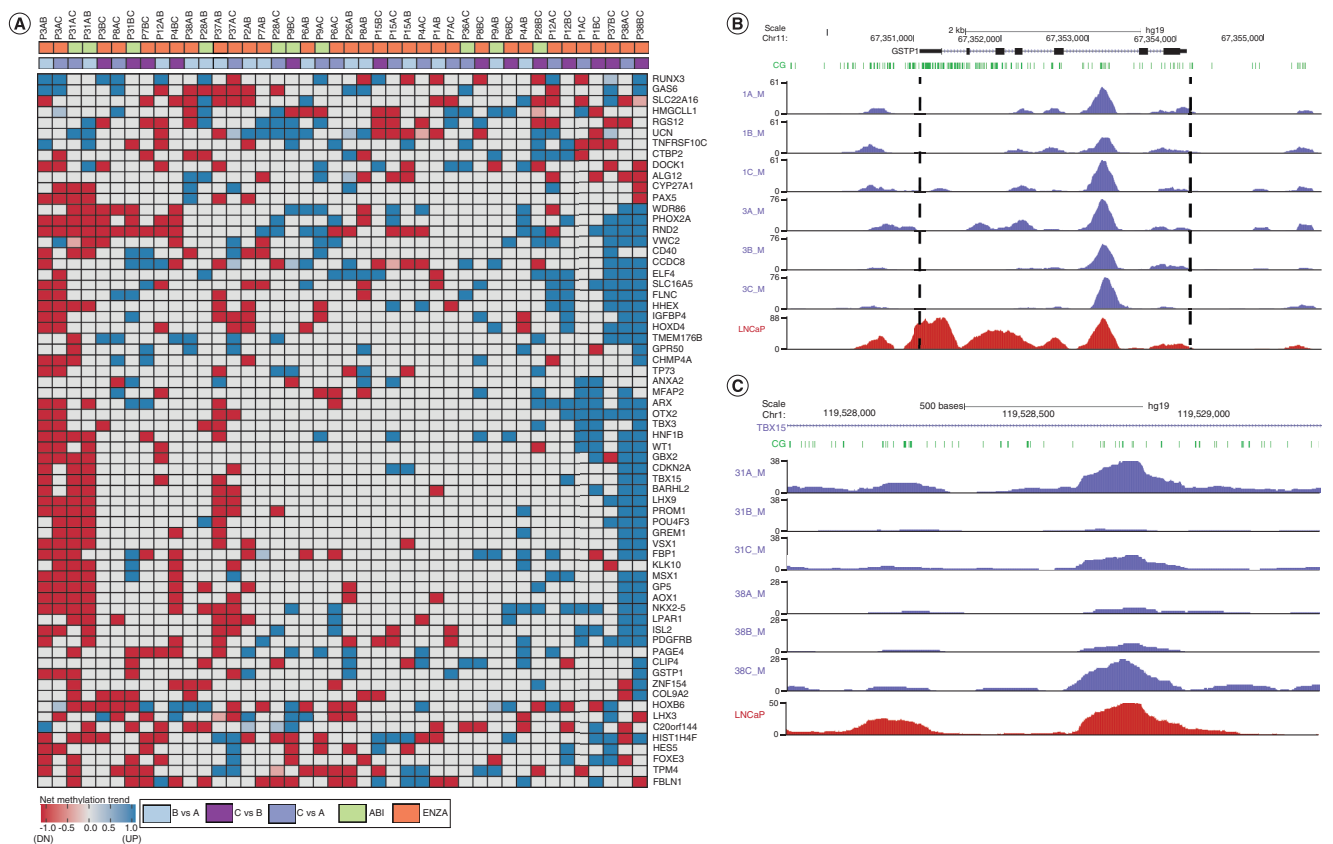 A
P3AB
P3AC
P31AC
P31AB
P3BC
P8AC
P31BC
P7BC
P12AB
P4BC
P38AB
P28AB
P37AB
P37AC
P2AB
P7AB
P28AC
P9BC
P6AB
P9AC
P6AC
P26AB
P8AB
P15BC
P15AC
P15AB
P4AC
P1AB
P7AC
P36AC
P8BC
P9AB
P6BC
P4AB
P28BC
P12AC
P12BC
P1AC
P1BC
P37BC
P38AC
P38BC
RUNX3
GAS6
SLC22A16
HMGCLL1
RGS12
UCN
TNFRSF10C
CTBP2
DOCK1
ALG12
CYP27A1
PAX5
WDR86
PHOX2A
RND2
VWC2
CD40
CCDC8
ELF4
SLC16A5
FLNC
HHEX
IGFBP4
HOXD4
TMEM176B
GPR50
CHMP4A
TP73
ANXA2
MFAP2
ARX
OTX2
TBX3
HNF1B
WT1
GBX2
CDKN2A
TBX15
BARHL2
LHX9
PROM1
POU4F3
GREM1
VSX1
FBP1
KLK10
MSX1
GP5
AOX1
NKX2-5
LPAR1
ISL2
PDGFRB
PAGE4
CLIP4
GSTP1
ZNF154
COL9A2
HOXB6
LHX3
C20orf144
HIST1H4F
HES5
FOXE3
TPM4
FBLN1
Net methylation trend
-1.0 -0.5 0.0 0.5 1.0
(DN) (UP)
B vs A
C vs B
C vs A
ABI
ENZA
B
Scale 2 kb hg19
Chr11: 67,351,000 67,352,000 67,353,000 67,354,000 67,355,000
GSTP1
CG
61
1A_M
0
61
1B_M
0
61
1C_M
0
76
3A_M
0
76
3B_M
0
76
3C_M
0
88
LNCaP
0
C
Scale 500 bases hg19
Chr1: 119,528,000 119,528,500 119,529,000
TBX15
CG
38
31A_M
0
38
31B_M
0
38
31C_M
0
28
38A_M
0
28
38B_M
0
28
38C_M
0
50
LNCaP
0